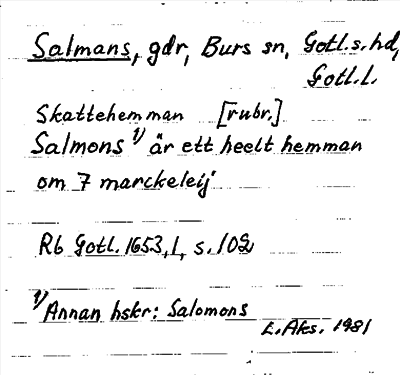 Salmans, gdr, Burs sn, Gotl.s.hd,
Gotl.l.
Skattehemman [rubr.]
Salmons 1) är ett heelt hemman
om 7 marckeleij
Rb Gotl. 1653,1, s. 102
1) Annan hskr: Salomons
L. Aks. 1981